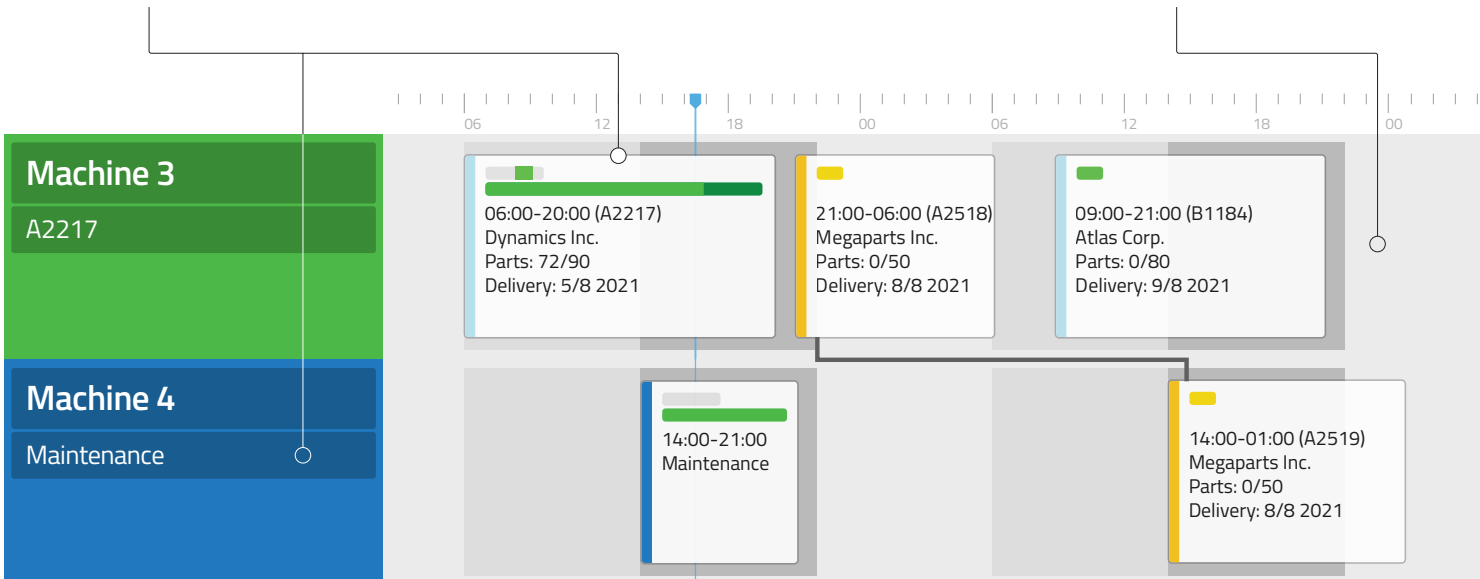 06 12 18 00 06 12 18 00
Machine 3
A2217
06:00-20:00 (A2217)
Dynamics Inc.
Parts: 72/90
Delivery: 5/8 2021
21:00-06:00 (A2518)
Megaparts Inc.
Parts: 0/50
Delivery: 8/8 2021
09:00-21:00 (B1184)
Atlas Corp.
Parts: 0/80
Delivery: 9/8 2021
Machine 4
Maintenance
14:00-21:00
Maintenance
14:00-01:00 (A2519)
Megaparts Inc.
Parts: 0/50
Delivery: 8/8 2021